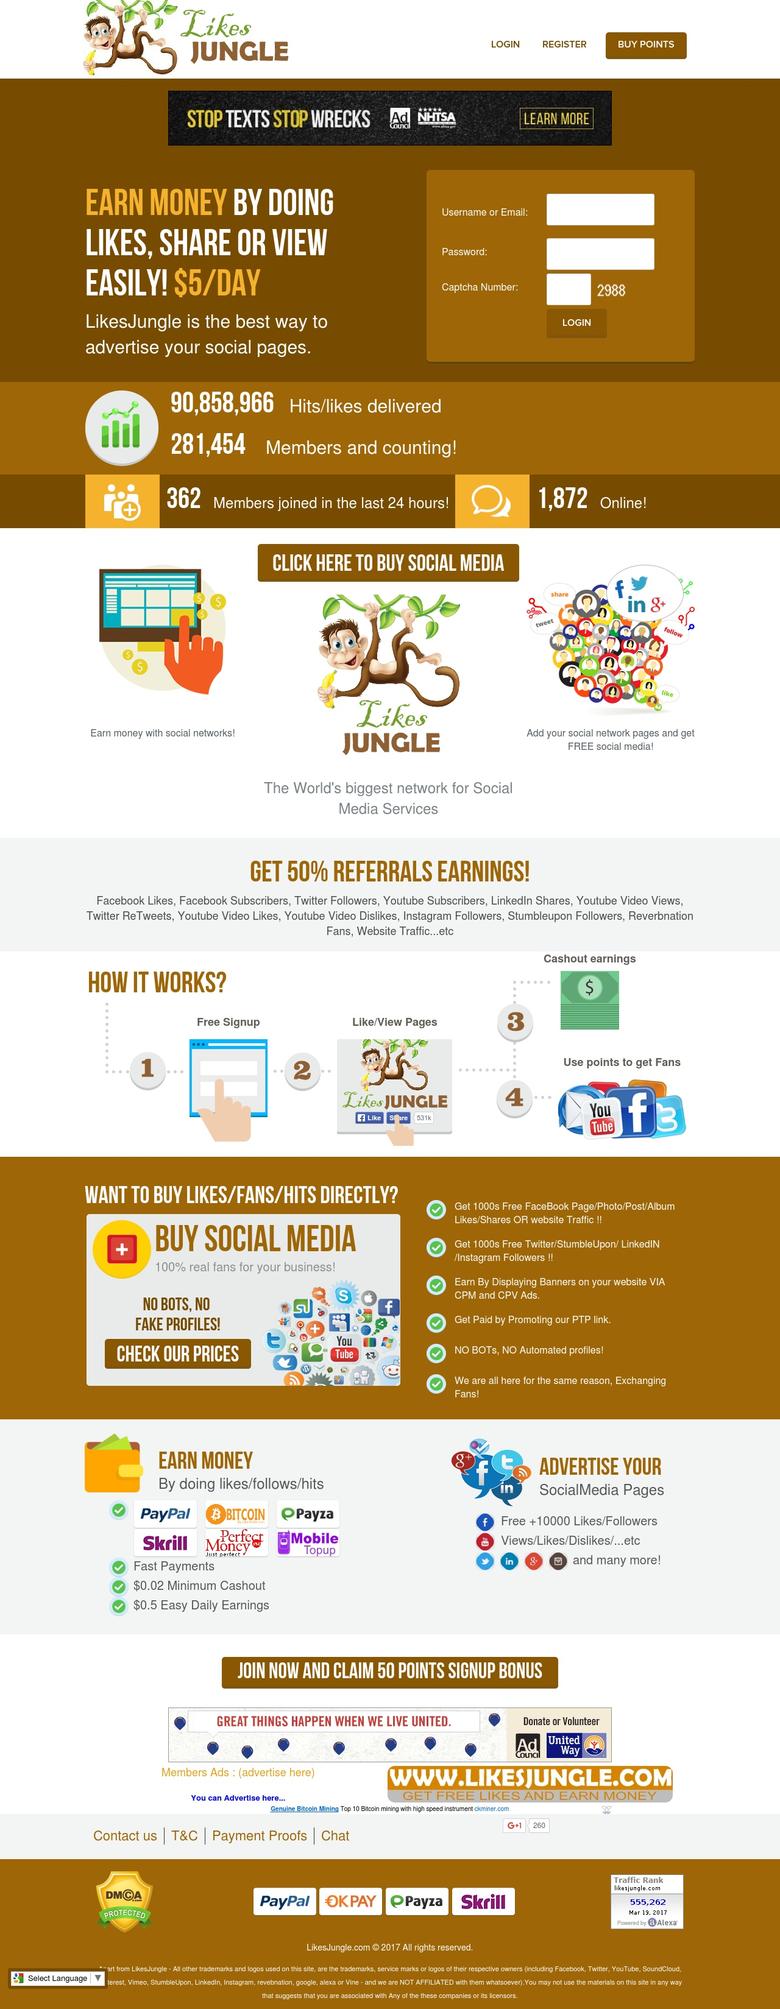 Likes
JUNGLE
LOGIN
REGISTER
BUY POINTS
STOP TEXTS STOP WRECKS
Ad
Council
NHTSA
LEARN MORE
EARN MONEY BY DOING
LIKES, SHARE OR VIEW
EASILY! $5/DAY
LikesJungle is the best way to
advertise your social pages.
Username or Email:
Password:
Captcha Number:
2988
LOGIN
90,858,966 Hits/likes delivered
281,454 Members and counting!
362 Members joined in the last 24 hours!
1,872 Online!
CLICK HERE TO BUY SOCIAL MEDIA
share
tweet
in g+
follow
like
Likes
JUNGLE
Earn money with social networks!
Add your social network pages and get
FREE social media!
The World's biggest network for Social
Media Services
GET 50% REFERRALS EARNINGS!
Facebook Likes, Facebook Subscribers, Twitter Followers, Youtube Subscribers, LinkedIn Shares, Youtube Video Views,
Twitter ReTweets, Youtube Video Likes, Youtube Video Dislikes, Instagram Followers, Stumbleupon Followers, Reverbnation
Fans, Website Traffic...etc
HOW IT WORKS?
Cashout earnings
$
Free Signup
Like/View Pages
3
Use points to get Fans
1
2
Likes JUNGLE
Like
Share
531k
4
You
Tube
WANT TO BUY LIKES/FANS/HITS DIRECTLY?
BUY SOCIAL MEDIA
100% real fans for your business!
NO BOTS, NO
FAKE PROFILES!
CHECK OUR PRICES
You
Tube
Get 1000s Free FaceBook Page/Photo/Post/Album
Likes/Shares OR website Traffic !!
Get 1000s Free Twitter/StumbleUpon/ LinkedIN
/Instagram Followers !!
Earn By Displaying Banners on your website VIA
CPM and CPV Ads.
Get Paid by Promoting our PTP link.
NO BOTs, NO Automated profiles!
We are all here for the same reason, Exchanging
Fans!
EARN MONEY
By doing likes/follows/hits
PayPal
BITCOIN
Payza
Skrill
Perfect
Money
Just perfect
Mobile
Topup
Fast Payments
$0.02 Minimum Cashout
$0.5 Easy Daily Earnings
ADVERTISE YOUR
SocialMedia Pages
Free +10000 Likes/Followers
Views/Likes/Dislikes/...etc
and many more!
JOIN NOW AND CLAIM 50 POINTS SIGNUP BONUS
GREAT THINGS HAPPEN WHEN WE LIVE UNITED.
Donate or Volunteer
Ad
Council
United
Way
Members Ads : (advertise here)
You can Advertise here...
WWW.LIKESJUNGLE.COM
GET FREE LIKES AND EARN MONEY
Genuine Bitcoin Mining Top 10 Bitcoin mining with high speed instrument ckminer.com
Contact us
T&C
Payment Proofs
Chat
G+1
260
DMCA
PROTECTED
PayPal
OKPAY
Payza
Skrill
Traffic Rank
likesjungle.com
555,262
Mar 19, 2017
Powered by Alexa
LikesJungle.com © 2017 All rights reserved.
art from LikesJungle - All other trademarks and logos used on this site, are the trademarks, service marks or logos of their respective owners (including Facebook, Twitter, YouTube, SoundCloud,
Select Language
terest, Vimeo, StumbleUpon, LinkedIn, Instagram, revebnation, google, alexa or Vine - and we are NOT AFFILIATED with them whatsoever).You may not use the materials on this site in any way
that suggests that you are associated with Any of the these companies or its licensors.